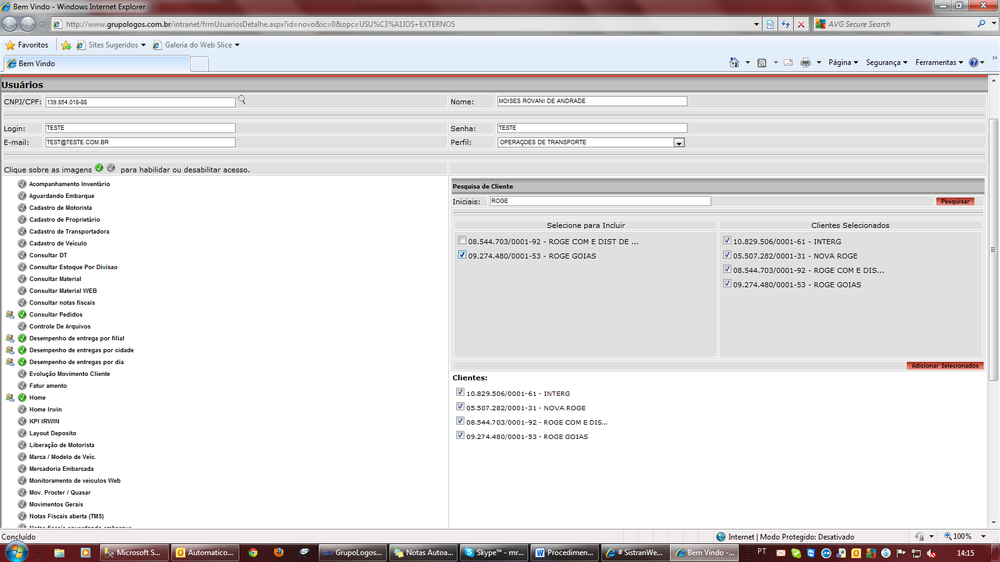 Bem Vindo - Windows Internet Explorer
http://www.grupologos.com.br/intranet/frmUsuariosDetalhe.aspx?id=novo&ic=0&opc=USU%C3%A1IOS+EXTERNOS
AVG Secure Search
Favoritos
Sites Sugeridos
Galeria do Web Slice
Bem Vindo
Página
Segurança
Ferramentas
Usuários
CNPJ/CPF: 139.854.018-88
Nome: MOISES ROVANI DE ANDRADE
Login: TESTE
Senha: TESTE
E-mail: TEST@TESTE.COM.BR
Perfil: OPERAÇOES DE TRANSPORTE
Clique sobre as imagens para habilidar ou desabilitar acesso.
Acompanhamento Inventário
Aguardando Embarque
Cadastro de Motorista
Cadastro de Proprietário
Cadastro de Transportadora
Cadastro de Veículo
Consultar DT
Consultar Estoque Por Divisao
Consultar Material
Consultar Material WEB
Consultar notas fiscais
Consultar Pedidos
Controle De Arquivos
Desempenho de entrega por filial
Desempenho de entregas por cidade
Desempenho de entregas por dia
Evolução Movimento Cliente
Fatur amento
Home
Home Irwin
KPI IRWIN
Layout Deposito
Liberação de Motorista
Marca / Modelo de Veíc.
Mercadoria Embarcada
Monitoramento de veiculos Web
Mov. Procter / Quasar
Movimentos Gerais
Notas Fiscais aberta (TMS)
Notas fiscais aguardando embarque
Pesquisa de Cliente
Iniciais: ROGE
Pesquisar
Selecione para Incluir
08.544.703/0001-92 - ROGE COM E DIST DE ...
09.274.480/0001-53 - ROGE GOIAS
Clientes Selecionados
10.829.506/0001-61 - INTERG
05.507.282/0001-31 - NOVA ROGE
08.544.703/0001-92 - ROGE COM E DIS...
09.274.480/0001-53 - ROGE GOIAS
Adicionar Selecionados
Clientes:
10.829.506/0001-61 - INTERG
05.507.282/0001-31 - NOVA ROGE
08.544.703/0001-92 - ROGE COM E DIS...
09.274.480/0001-53 - ROGE GOIAS
Concluído
Internet | Modo Protegido: Desativado
100%
Microsoft S...
Automatico...
GrupoLogos...
Notas Autoa...
Skype™ - mr...
Procedimen...
# SistranWe...
Bem Vindo -...
PT
14:15